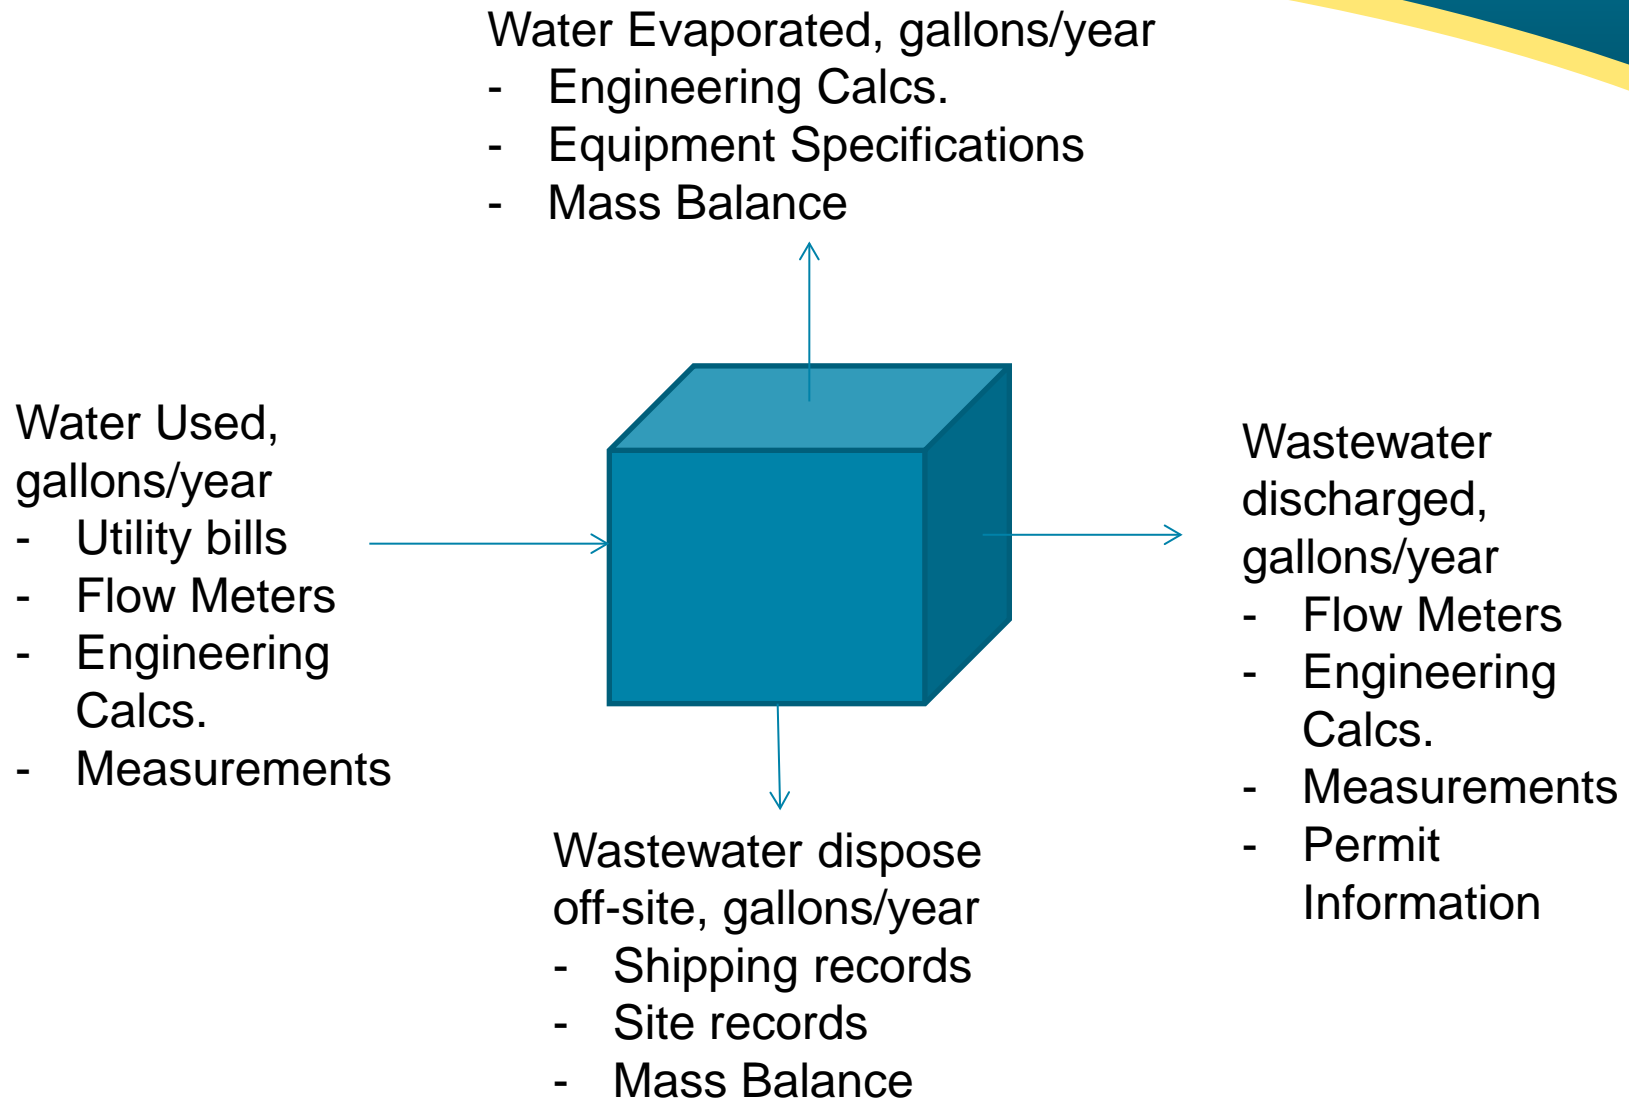 Water Evaporated, gallons/year
- Engineering Calcs.
- Equipment Specifications
- Mass Balance
Water Used,
gallons/year
- Utility bills
- Flow Meters
- Engineering
Calcs.
- Measurements
Wastewater
discharged,
gallons/year
- Flow Meters
- Engineering
Calcs.
- Measurements
- Permit
Information
Wastewater dispose
off-site, gallons/year
- Shipping records
- Site records
- Mass Balance